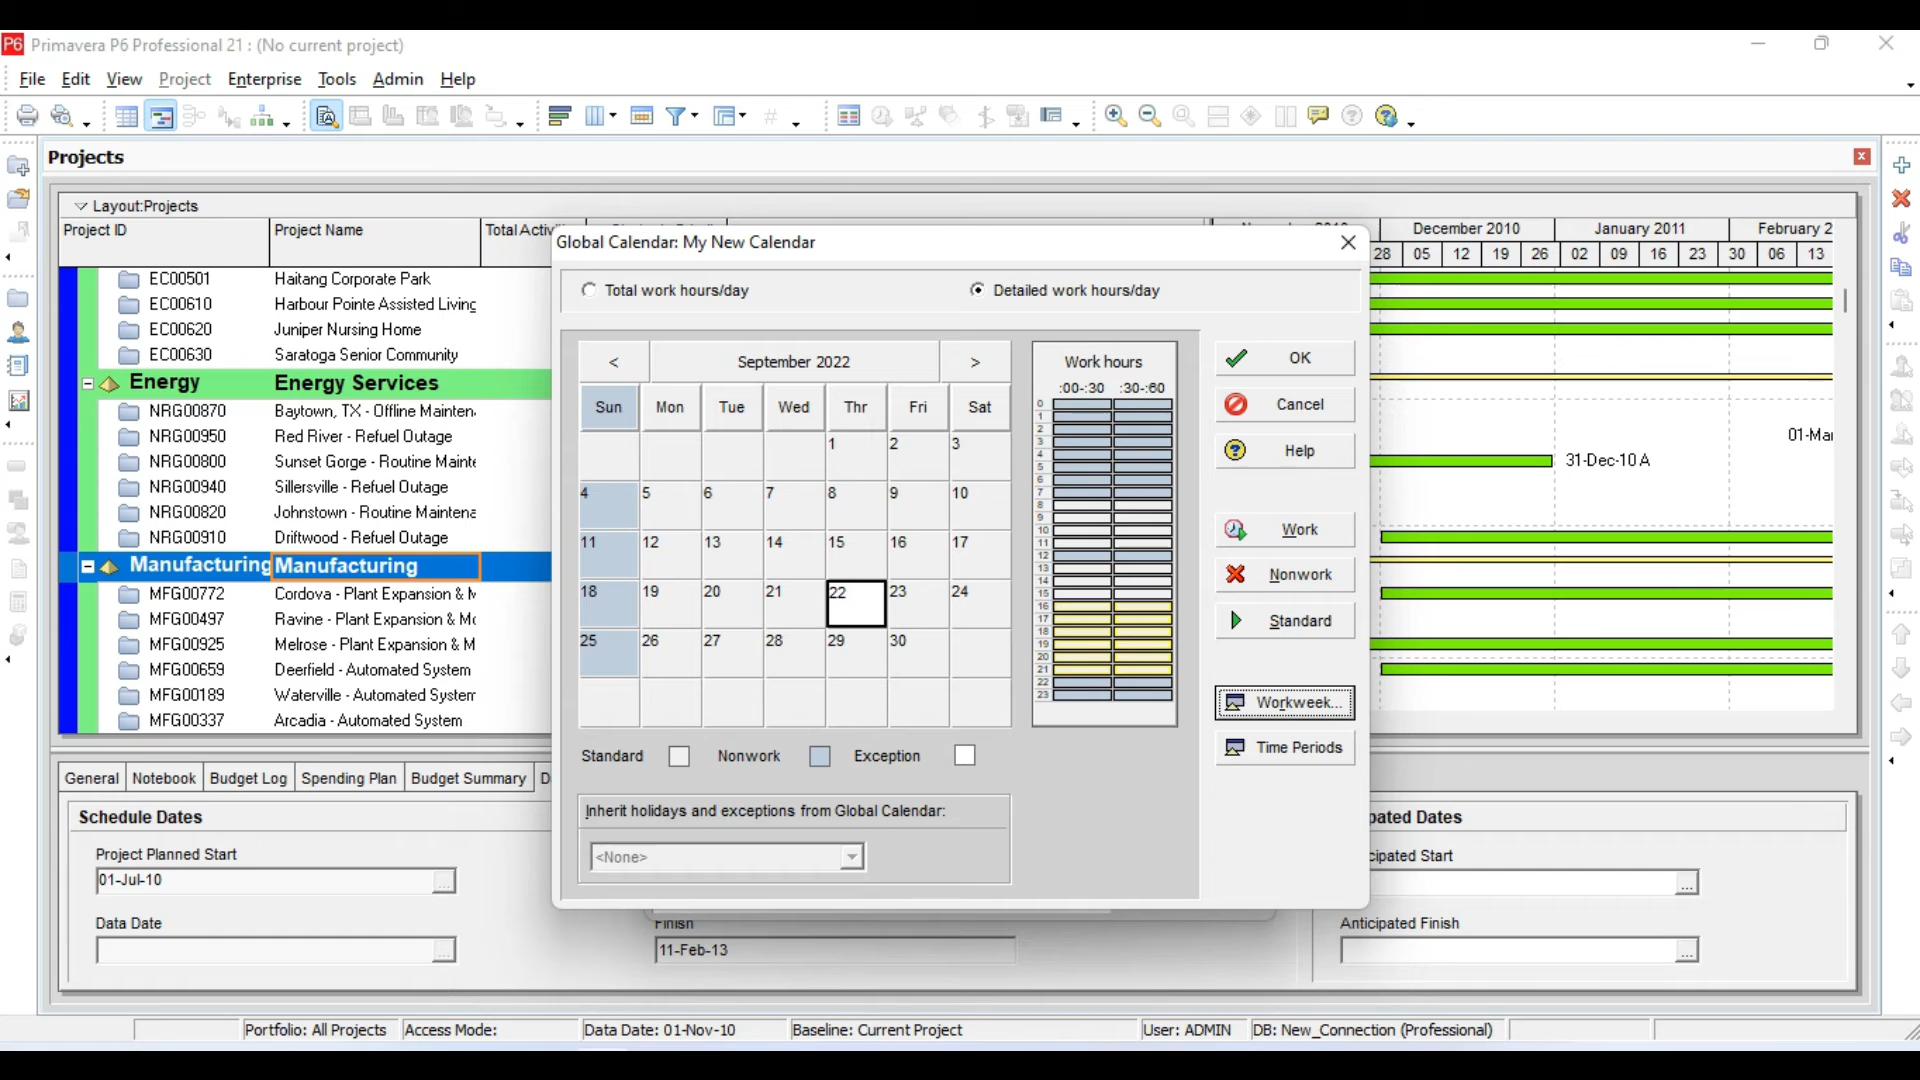 P6 Primavera P6 Professional 21 : (No current project)
File Edit View Project Enterprise Tools Admin Help
Projects
Layout:Projects
Project ID Project Name Total Activ
December 2010 January 2011 February 2
28 05 12 19 26 02 09 16 23 30 06 13
EC00501 Haitang Corporate Park
EC00610 Harbour Pointe Assisted Living
EC00620 Juniper Nursing Home
EC00630 Saratoga Senior Community
Energy Energy Services
NRG00870 Baytown, TX - Offline Mainten
NRG00950 Red River - Refuel Outage
NRG00800 Sunset Gorge - Routine Mainte
NRG00940 Sillersville - Refuel Outage
NRG00820 Johnstown - Routine Maintena
NRG00910 Driftwood - Refuel Outage
Manufacturing Manufacturing
MFG00772 Cordova - Plant Expansion & M
MFG00497 Ravine - Plant Expansion & Mo
MFG00925 Melrose - Plant Expansion & M
MFG00659 Deerfield - Automated System
MFG00189 Waterville - Automated System
MFG00337 Arcadia - Automated System
01-Mar
31-Dec-10 A
Global Calendar: My New Calendar
Total work hours/day Detailed work hours/day
< September 2022 >
Sun Mon Tue Wed Thr Fri Sat
1 2 3
4 5 6 7 8 9 10
11 12 13 14 15 16 17
18 19 20 21 22 23 24
25 26 27 28 29 30
Standard Nonwork Exception
Inherit holidays and exceptions from Global Calendar:
<None>
Work hours
:00-:30 :30-:60
0
1
2
3
4
5
6
7
8
9
10
11
12
13
14
15
16
17
18
19
20
21
22
23
OK
Cancel
Help
Work
Nonwork
Standard
Workweek...
Time Periods
General Notebook Budget Log Spending Plan Budget Summary D
Schedule Dates
Project Planned Start
01-Jul-10 ...
Data Date
...
Finish
11-Feb-13
pated Dates
cipated Start
...
Anticipated Finish
...
Portfolio: All Projects Access Mode: Data Date: 01-Nov-10 Baseline: Current Project User: ADMIN DB: New_Connection (Professional)